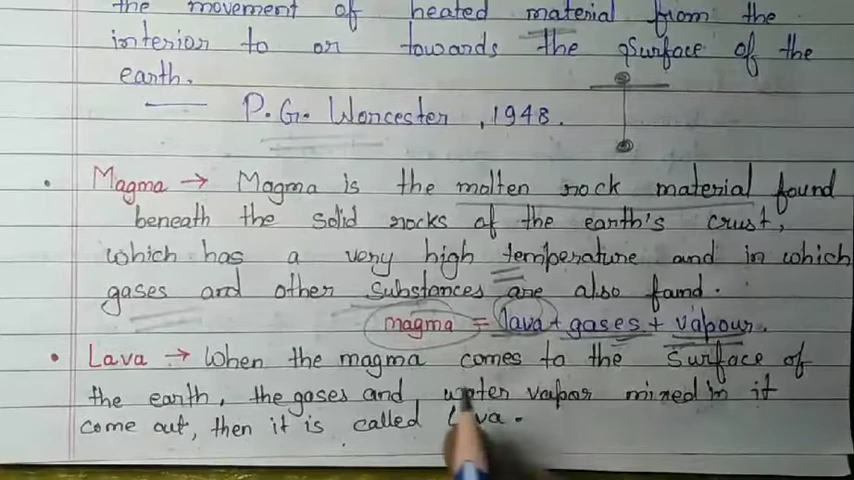 the movement of heated material from the
interior to or towards the surface of the
earth.
— P. G. Worcester, 1948.
• Magma → Magma is the molten rock material found
beneath the solid rocks of the earth's crust,
which has a very high temperature and in which
gases and other substances are also found.
magma = lava + gases + vapour.
• Lava → When the magma comes to the surface of
the earth, the gases and water vapor mixed in it
come out, then it is called lava.